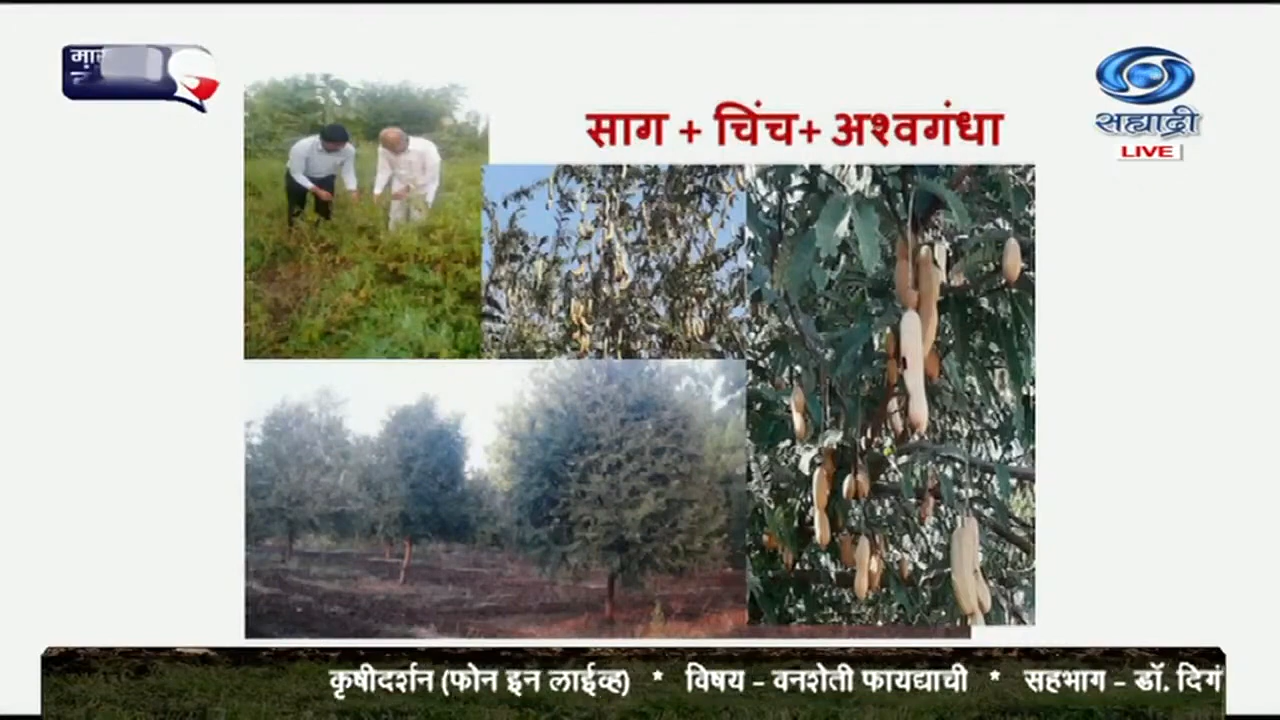 साग + चिंच+ अश्वगंधा
सह्याद्री
LIVE
कृषीदर्शन (फोन इन लाईव्ह) * विषय – वनशेती फायद्याची * सहभाग – डॉ. दिगं